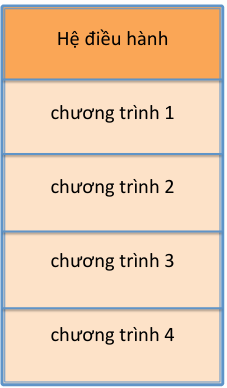 Hệ điều hành
chương trình 1
chương trình 2
chương trình 3
chương trình 4